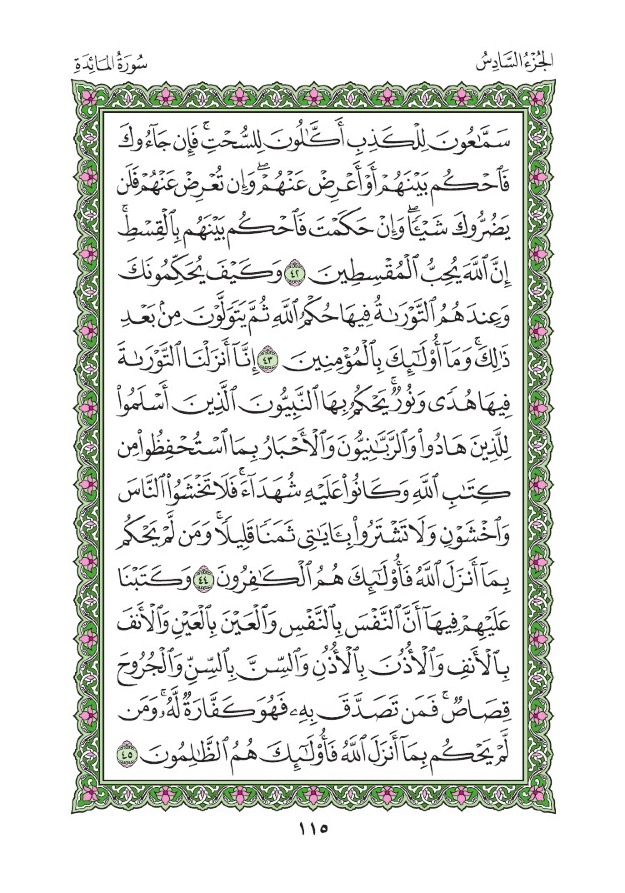 الجُزْءُ السَّادِسُ
سُورَةُ المَائِدَةِ
سَمَّٰعُونَ لِلْكَذِبِ أَكَّٰلُونَ لِلسُّحْتِۚ فَإِن جَآءُوكَ
فَٱحْكُم بَيْنَهُمْ أَوْ أَعْرِضْ عَنْهُمْۖ وَإِن تُعْرِضْ عَنْهُمْ فَلَن
يَضُرُّوكَ شَيْـًٔاۖ وَإِنْ حَكَمْتَ فَٱحْكُم بَيْنَهُم بِٱلْقِسْطِۚ
إِنَّ ٱللَّهَ يُحِبُّ ٱلْمُقْسِطِينَ ٤٢ وَكَيْفَ يُحَكِّمُونَكَ
وَعِندَهُمُ ٱلتَّوْرَىٰةُ فِيهَا حُكْمُ ٱللَّهِ ثُمَّ يَتَوَلَّوْنَ مِنۢ بَعْدِ
ذَٰلِكَۚ وَمَآ أُو۟لَٰٓئِكَ بِٱلْمُؤْمِنِينَ ٤٣ إِنَّآ أَنزَلْنَا ٱلتَّوْرَىٰةَ
فِيهَا هُدًى وَنُورٌۚ يَحْكُمُ بِهَا ٱلنَّبِيُّونَ ٱلَّذِينَ أَسْلَمُوا۟
لِلَّذِينَ هَادُوا۟ وَٱلرَّبَّٰنِيُّونَ وَٱلْأَحْبَارُ بِمَا ٱسْتُحْفِظُوا۟ مِن
كِتَٰبِ ٱللَّهِ وَكَانُوا۟ عَلَيْهِ شُهَدَآءَۚ فَلَا تَخْشَوُا۟ ٱلنَّاسَ
وَٱخْشَوْنِ وَلَا تَشْتَرُوا۟ بِـَٔايَٰتِى ثَمَنًا قَلِيلًاۚ وَمَن لَّمْ يَحْكُم
بِمَآ أَنزَلَ ٱللَّهُ فَأُو۟لَٰٓئِكَ هُمُ ٱلْكَٰفِرُونَ ٤٤ وَكَتَبْنَا
عَلَيْهِمْ فِيهَآ أَنَّ ٱلنَّفْسَ بِٱلنَّفْسِ وَٱلْعَيْنَ بِٱلْعَيْنِ وَٱلْأَنفَ
بِٱلْأَنفِ وَٱلْأُذُنَ بِٱلْأُذُنِ وَٱلسِّنَّ بِٱلسِّنِّ وَٱلْجُرُوحَ
قِصَاصٌۚ فَمَن تَصَدَّقَ بِهِۦ فَهُوَ كَفَّارَةٌ لَّهُۥۚ وَمَن
لَّمْ يَحْكُم بِمَآ أَنزَلَ ٱللَّهُ فَأُو۟لَٰٓئِكَ هُمُ ٱلظَّٰلِمُونَ ٤٥
١١٥